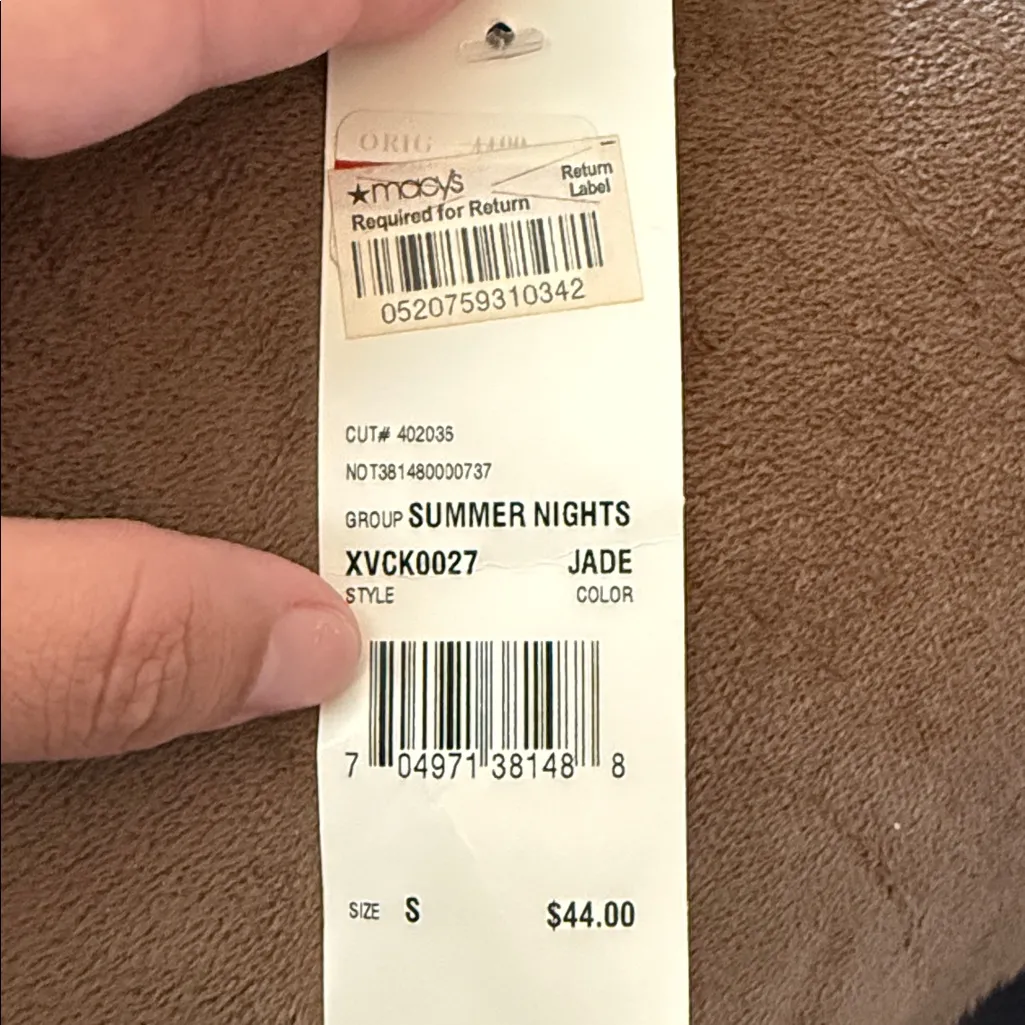 ORIG 44.00
★macy's
Return
Label
Required for Return
0520759310342
CUT# 402036
NOT381480000737
GROUP SUMMER NIGHTS
XVCK0027 JADE
STYLE COLOR
7 04971 38148 8
SIZE S $44.00